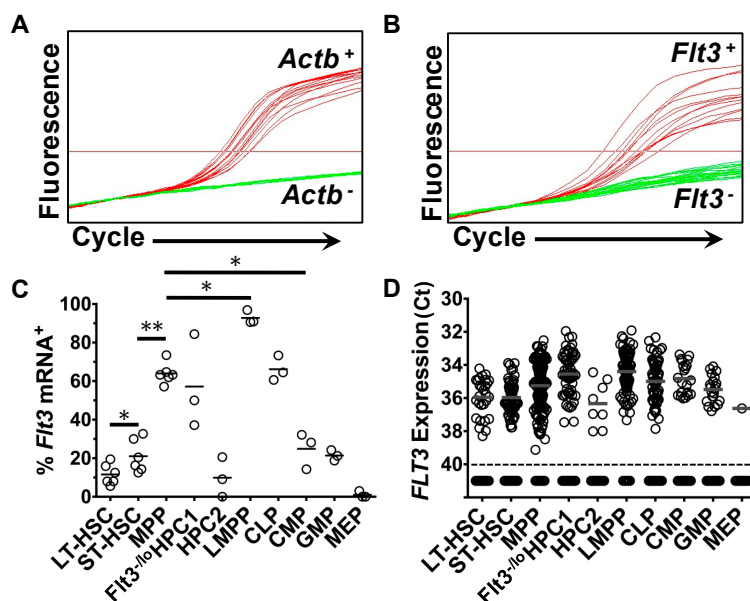 A
Fluorescence
Actb+
Actb-
Cycle
B
Fluorescence
Flt3+
Flt3-
Cycle
C
% Flt3 mRNA+
100
80
60
40
20
0
*
**
*
*
LT-HSC
ST-HSC
MPP
Flt3-/lo HPC1
HPC2
LMPP
CLP
CMP
GMP
MEP
D
FLT3 Expression (Ct)
30
32
34
36
38
40
LT-HSC
ST-HSC
MPP
Flt3-/lo HPC1
HPC2
LMPP
CLP
CMP
GMP
MEP